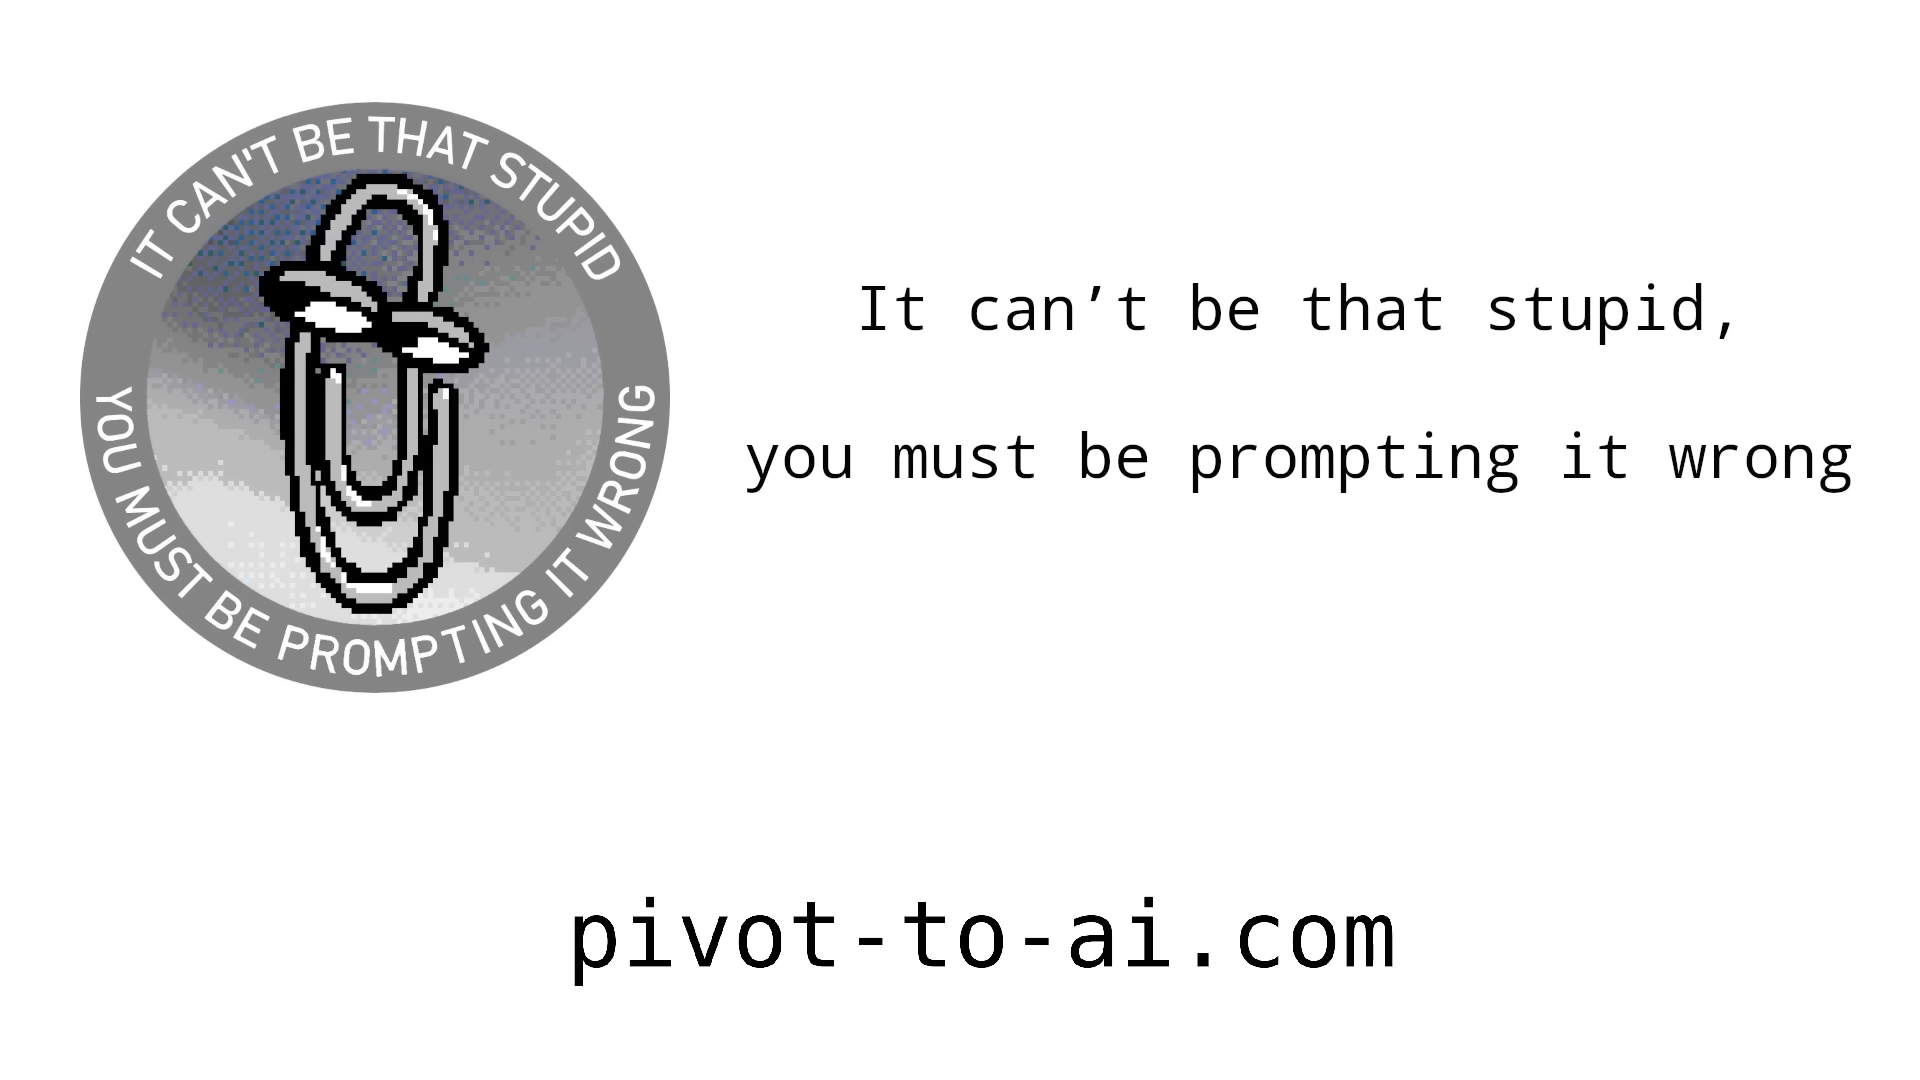 IT CAN'T BE THAT STUPID
YOU MUST BE PROMPTING IT WRONG
It can’t be that stupid,
you must be prompting it wrong
pivot-to-ai.com